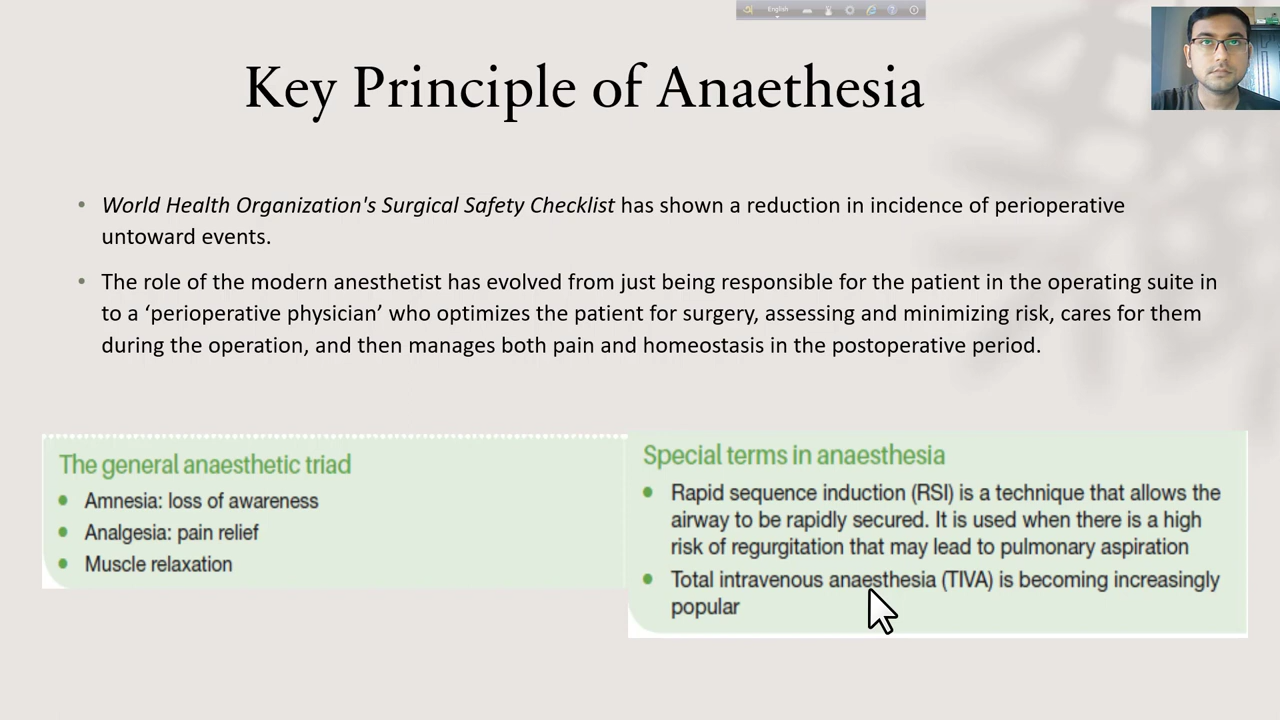 English
Key Principle of Anaethesia
• World Health Organization's Surgical Safety Checklist has shown a reduction in incidence of perioperative
untoward events.
• The role of the modern anesthetist has evolved from just being responsible for the patient in the operating suite in
to a ‘perioperative physician’ who optimizes the patient for surgery, assessing and minimizing risk, cares for them
during the operation, and then manages both pain and homeostasis in the postoperative period.
The general anaesthetic triad
• Amnesia: loss of awareness
• Analgesia: pain relief
• Muscle relaxation
Special terms in anaesthesia
• Rapid sequence induction (RSI) is a technique that allows the
airway to be rapidly secured. It is used when there is a high
risk of regurgitation that may lead to pulmonary aspiration
• Total intravenous anaesthesia (TIVA) is becoming increasingly
popular